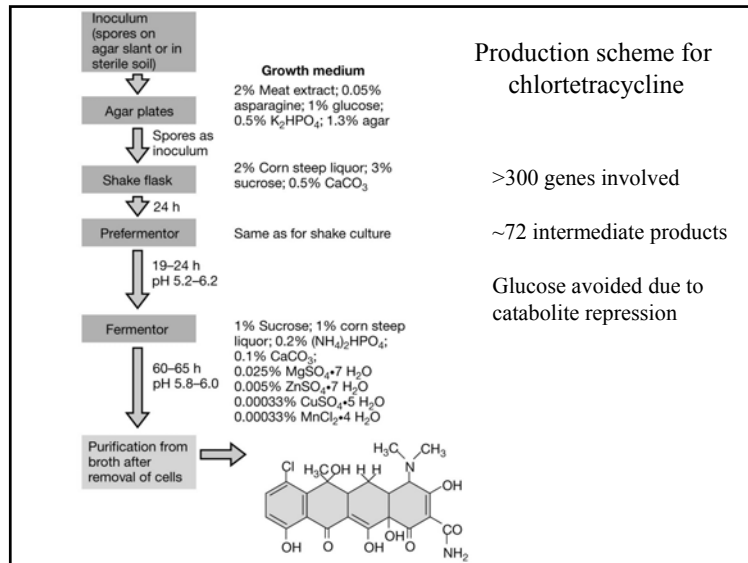 Inoculum
(spores on
agar slant or in
sterile soil)
Production scheme for
chlortetracycline
Growth medium
Agar plates
2% Meat extract; 0.05%
asparagine; 1% glucose;
0.5% K₂HPO₄; 1.3% agar
Spores as
inoculum
Shake flask
2% Corn steep liquor; 3%
sucrose; 0.5% CaCO₃
>300 genes involved
24 h
Prefermentor
Same as for shake culture
~72 intermediate products
19–24 h
pH 5.2–6.2
Glucose avoided due to
catabolite repression
Fermentor
1% Sucrose; 1% corn steep
liquor; 0.2% (NH₄)₂HPO₄;
0.1% CaCO₃;
0.025% MgSO₄•7 H₂O
0.005% ZnSO₄•7 H₂O
0.00033% CuSO₄•5 H₂O
0.00033% MnCl₂•4 H₂O
60–65 h
pH 5.8–6.0
Purification from
broth after
removal of cells
H₃C CH₃
N
Cl
H₃COH H H
OH
OH
CO
OH O OH O
NH₂